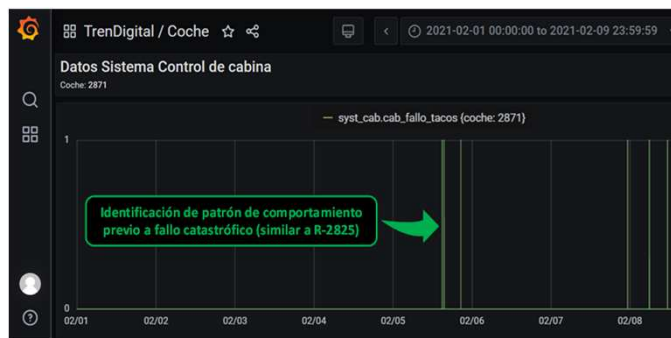 TrenDigital / Coche
2021-02-01 00:00:00 to 2021-02-09 23:59:59
Datos Sistema Control de cabina
Coche: 2871
syst_cab.cab_fallo_tacos {coche: 2871}
1
Identificación de patrón de comportamiento
previo a fallo catastrófico (similar a R-2825)
0
02/01 02/02 02/03 02/04 02/05 02/06 02/07 02/08